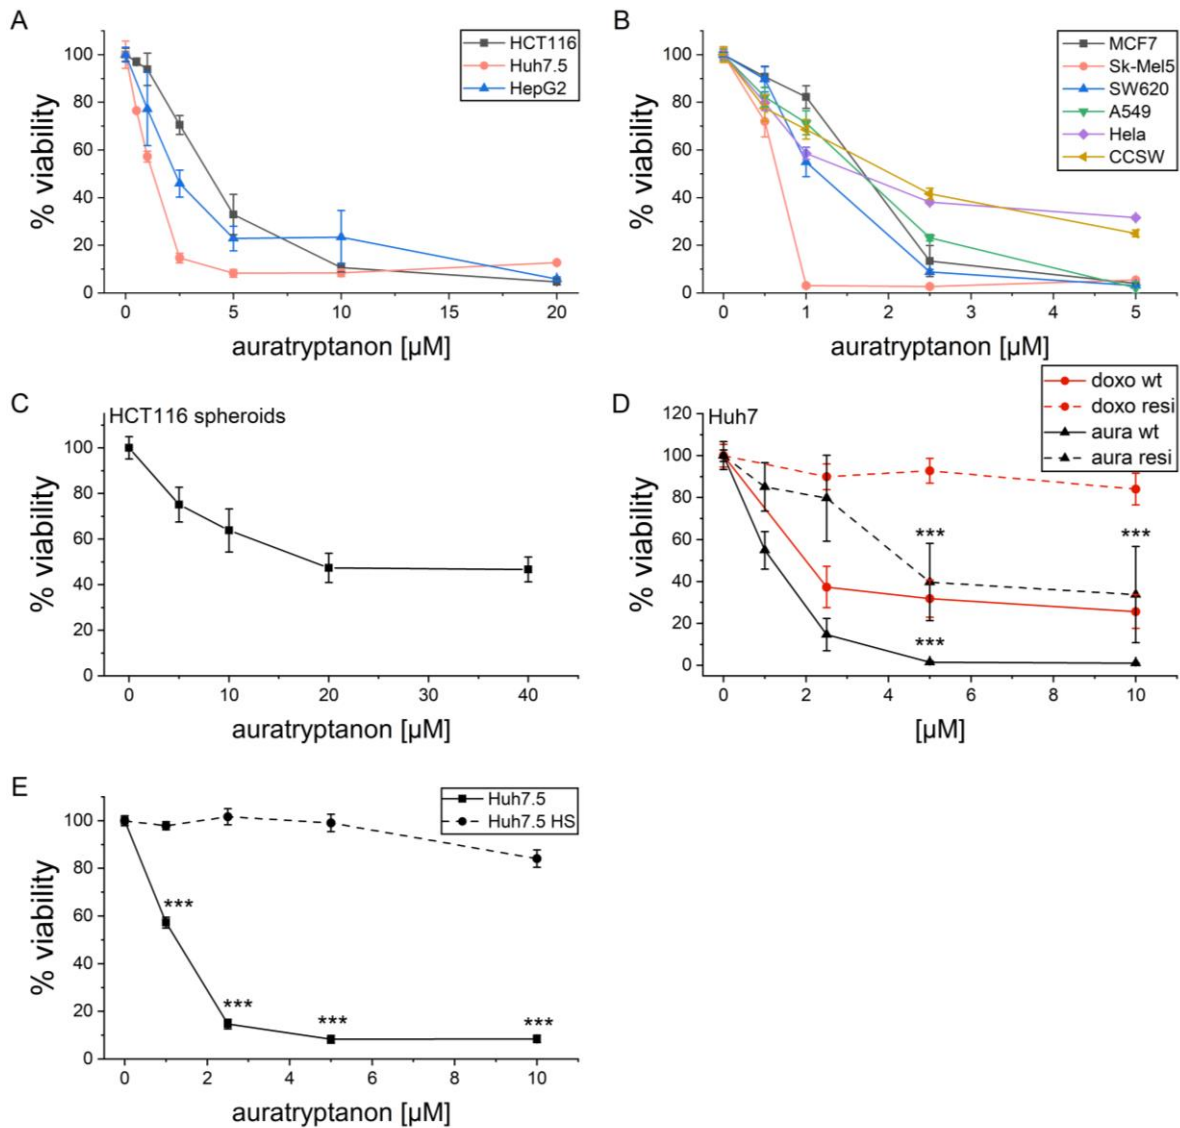 A
% viability
100
80
60
40
20
0
HCT116
Huh7.5
HepG2
0 5 10 15 20
auratryptanon [µM]
B
% viability
100
80
60
40
20
0
MCF7
Sk-Mel5
SW620
A549
Hela
CCSW
0 1 2 3 4 5
auratryptanon [µM]
C
HCT116 spheroids
% viability
100
80
60
40
20
0
0 10 20 30 40
auratryptanon [µM]
D
Huh7
% viability
120
100
80
60
40
20
0
doxo wt
doxo resi
aura wt
aura resi
*** ***
***
0 2 4 6 8 10
[µM]
E
% viability
100
80
60
40
20
0
Huh7.5
Huh7.5 HS
***
***
***
***
0 2 4 6 8 10
auratryptanon [µM]